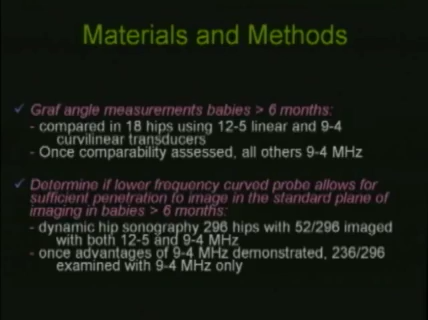 Materials and Methods
✓ Graf angle measurements babies > 6 months:
- compared in 18 hips using 12-5 linear and 9-4
curvilinear transducers
- Once comparability assessed, all others 9-4 MHz
✓ Determine if lower frequency curved probe allows for
sufficient penetration to image in the standard plane of
imaging in babies > 6 months:
- dynamic hip sonography 296 hips with 52/296 imaged
with both 12-5 and 9-4 MHz
- once advantages of 9-4 MHz demonstrated, 236/296
examined with 9-4 MHz only